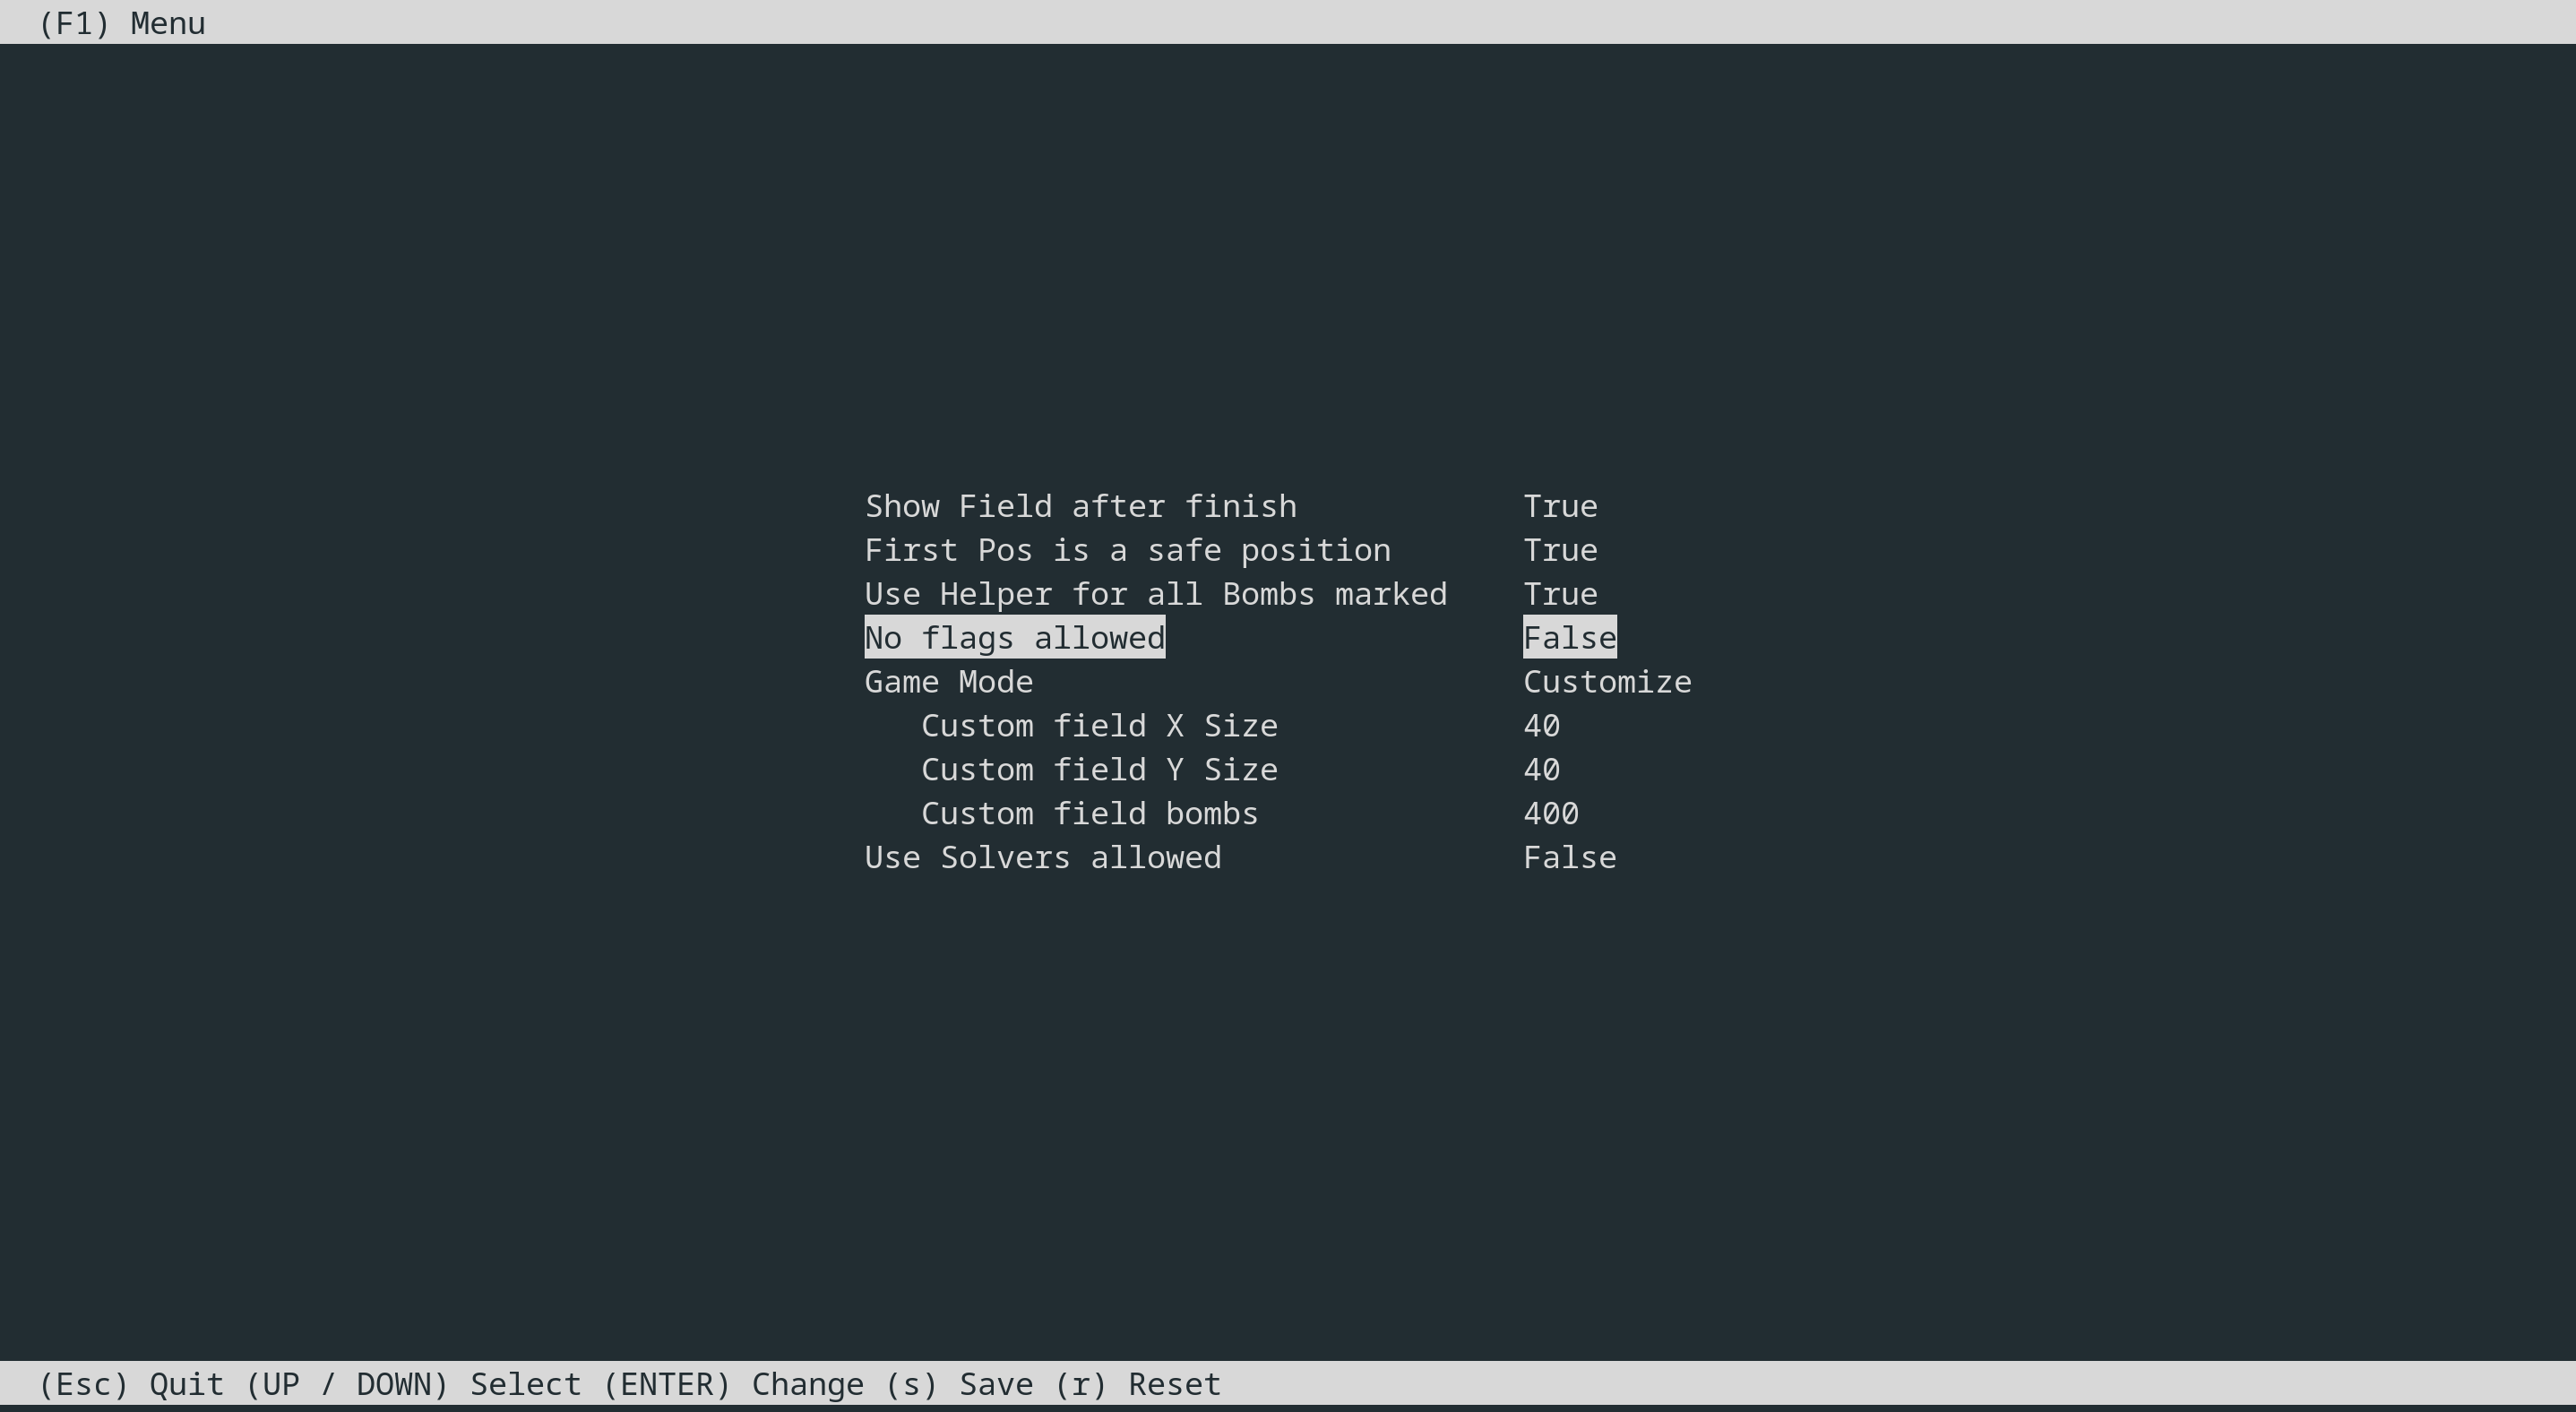 (F1) Menu
Show Field after finish True
First Pos is a safe position True
Use Helper for all Bombs marked True
No flags allowed False
Game Mode Customize
Custom field X Size 40
Custom field Y Size 40
Custom field bombs 400
Use Solvers allowed False
(Esc) Quit (UP / DOWN) Select (ENTER) Change (s) Save (r) Reset